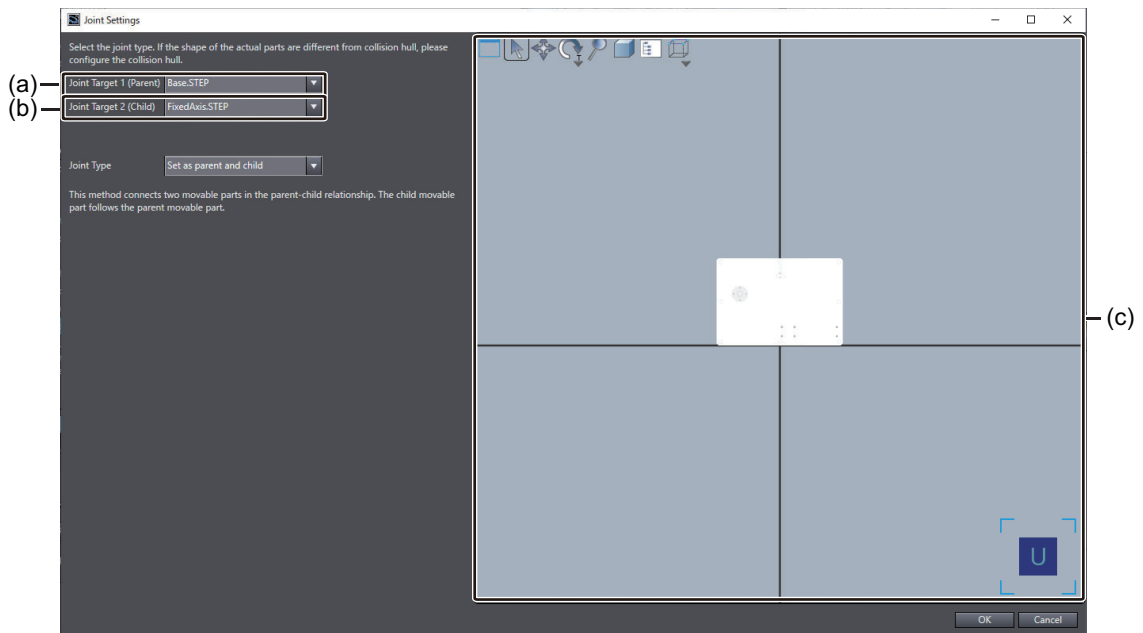 Joint Settings
Select the joint type. If the shape of the actual parts are different from collision hull, please
configure the collision hull.
(a)
Joint Target 1 (Parent) Base.STEP
(b)
Joint Target 2 (Child) FixedAxis.STEP
Joint Type Set as parent and child
This method connects two movable parts in the parent-child relationship. The child movable
part follows the parent movable part.
(c)
U
OK Cancel